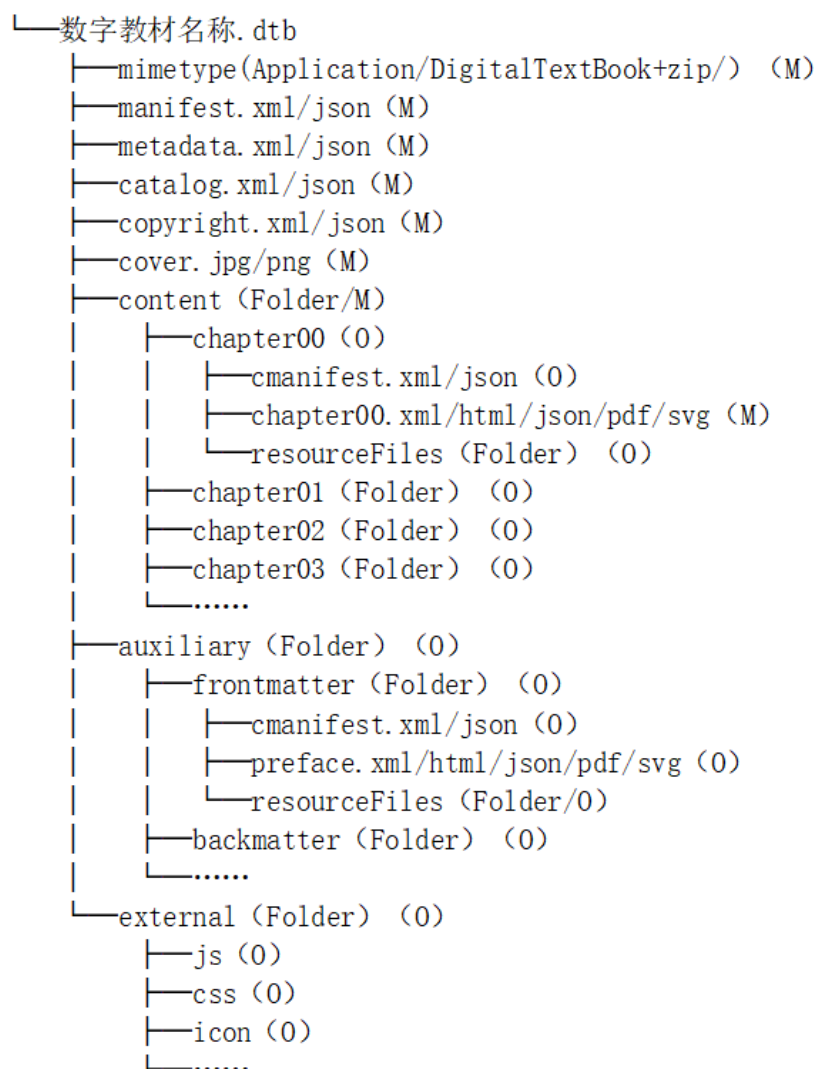 └──数字教材名称.dtb
├──mimetype(Application/DigitalTextBook+zip/）（M）
├──manifest.xml/json（M）
├──metadata.xml/json（M）
├──catalog.xml/json（M）
├──copyright.xml/json（M）
├──cover.jpg/png（M）
├──content（Folder/M）
│ ├──chapter00（O）
│ │ ├──cmanifest.xml/json（O）
│ │ ├──chapter00.xml/html/json/pdf/svg（M）
│ │ └──resourceFiles（Folder）（O）
│ ├──chapter01（Folder）（O）
│ ├──chapter02（Folder）（O）
│ ├──chapter03（Folder）（O）
│ └──……
├──auxiliary（Folder）（O）
│ ├──frontmatter（Folder）（O）
│ │ ├──cmanifest.xml/json（O）
│ │ ├──preface.xml/html/json/pdf/svg（O）
│ │ └──resourceFiles（Folder/O）
│ ├──backmatter（Folder）（O）
│ └──……
└──external（Folder）（O）
├──js（O）
├──css（O）
├──icon（O）
└──……